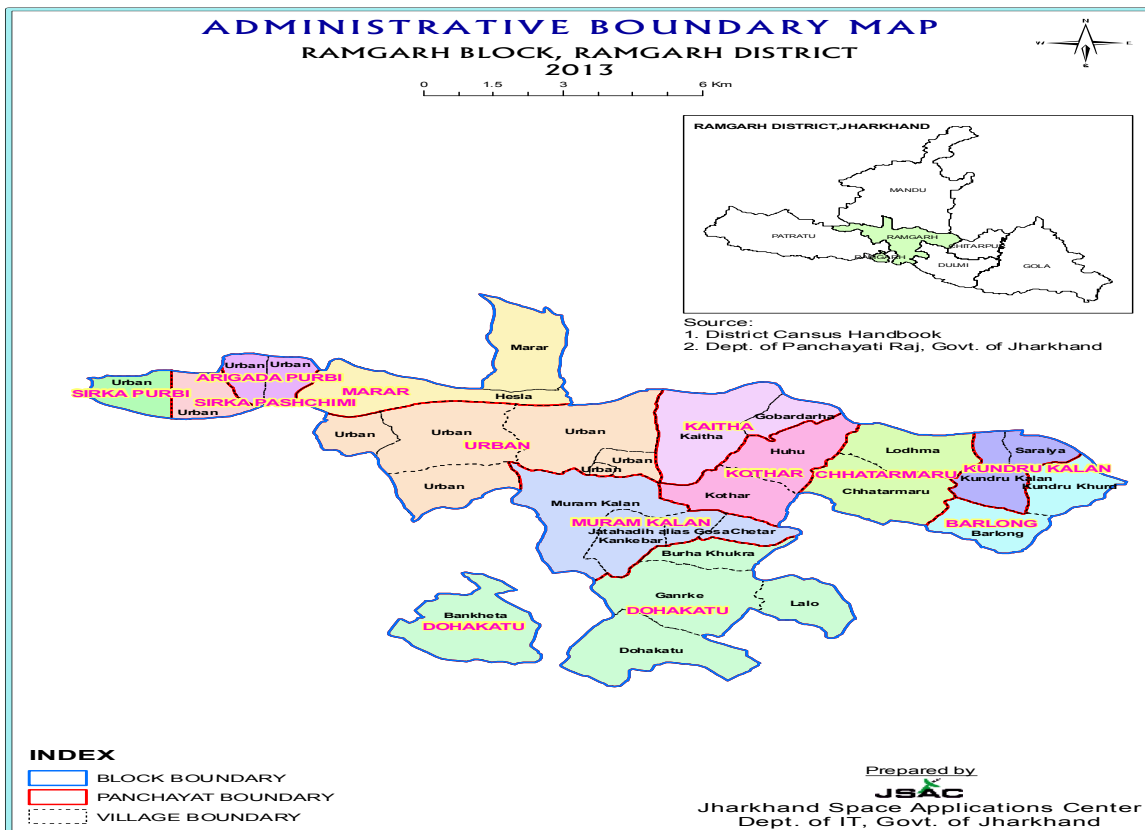 ADMINISTRATIVE BOUNDARY MAP
RAMGARH BLOCK, RAMGARH DISTRICT
2013
N
W
E
S
0 1.5 3 6 Km
RAMGARH DISTRICT,JHARKHAND
MANDU
PATRATU
RAMGARH
CHITARPUR
RAMGARH
DULMI
GOLA
Source:
1. District Cansus Handbook
2. Dept. of Panchayati Raj, Govt. of Jharkhand
Marar
Urban Urban
ARIGADA PURBI
Urban
SIRKA PURBI
MARAR
Hesla
SIRKA PASHCHIMI
Urban
Gobardarha
KAITHA
Kaitha
Urban
Urban
Urban
URBAN
Huhu
Lodhma
Saraiya
Urban
Urban
KOTHAR
CHHATARMARU
KUNDRU KALAN
Kundru Kalan
Kundru Khurd
Urban
Kothar
Chhatarmaru
Muram Kalan
MURAM KALAN
BARLONG
Barlong
Jatahadih alias Gosa
Chetar
Kankebar
Burha Khukra
Ganrke
Lalo
DOHAKATU
Bankheta
DOHAKATU
Dohakatu
INDEX
BLOCK BOUNDARY
PANCHAYAT BOUNDARY
VILLAGE BOUNDARY
Prepared by
JSAC
Jharkhand Space Applications Center
Dept. of IT, Govt. of Jharkhand